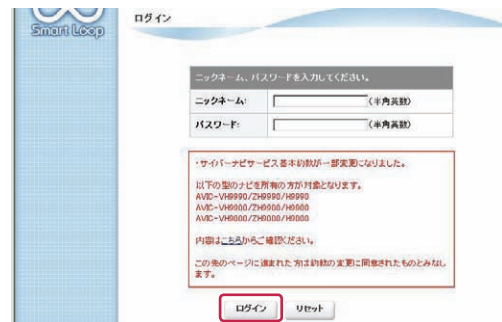 Smart Loop
ログイン
ニックネーム、パスワードを入力してください。
ニックネーム:
(半角英数)
パスワード:
(半角英数)
・サイバーナビサービス基本約款が一部変更になりました。
以下の型のナビを所有の方が対象となります。
AVIC-VH9990/ZH9990/H9990
AVIC-VH9900/ZH9900/H9900
AVIC-VH9000/ZH9000/H9000
内容はこちらからご確認ください。
この先のページに進まれた方は約款の変更に同意されたものとみなし
ます。
ログイン
リセット